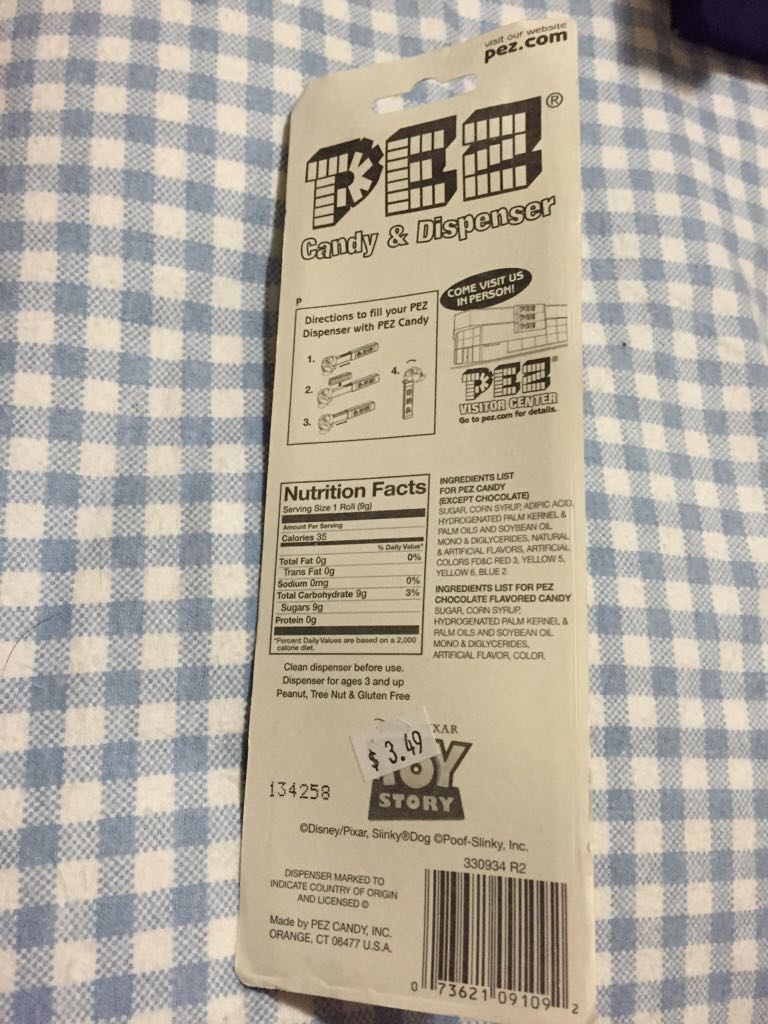 visit our website
pez.com
PEZ®
Candy & Dispenser
P
Directions to fill your PEZ
Dispenser with PEZ Candy
1.
2.
3.
4.
COME VISIT US
IN PERSON!
PEZ
PEZ
PEZ
PEZ®
VISITOR CENTER
Go to pez.com for details.
Nutrition Facts
Serving Size 1 Roll (9g)
Amount Per Serving
Calories 35
% Daily Value*
Total Fat 0g 0%
Trans Fat 0g
Sodium 0mg 0%
Total Carbohydrate 9g 3%
Sugars 9g
Protein 0g
*Percent Daily Values are based on a 2,000
calorie diet.
Clean dispenser before use.
Dispenser for ages 3 and up
Peanut, Tree Nut & Gluten Free
INGREDIENTS LIST
FOR PEZ CANDY
(EXCEPT CHOCOLATE)
SUGAR, CORN SYRUP, ADIPIC ACID,
HYDROGENATED PALM KERNEL &
PALM OILS AND SOYBEAN OIL
MONO & DIGLYCERIDES, NATURAL
& ARTIFICIAL FLAVORS, ARTIFICIAL
COLORS FD&C RED 3, YELLOW 5,
YELLOW 6, BLUE 2.
INGREDIENTS LIST FOR PEZ
CHOCOLATE FLAVORED CANDY
SUGAR, CORN SYRUP,
HYDROGENATED PALM KERNEL &
PALM OILS AND SOYBEAN OIL
MONO & DIGLYCERIDES,
ARTIFICIAL FLAVOR, COLOR.
XAR
$ 3.49
TOY
STORY
134258
©Disney/Pixar, Slinky®Dog ©Poof-Slinky, Inc.
330934 R2
DISPENSER MARKED TO
INDICATE COUNTRY OF ORIGIN
AND LICENSED ©
Made by PEZ CANDY, INC.
ORANGE, CT 06477 U.S.A.
0 73621 09109 2